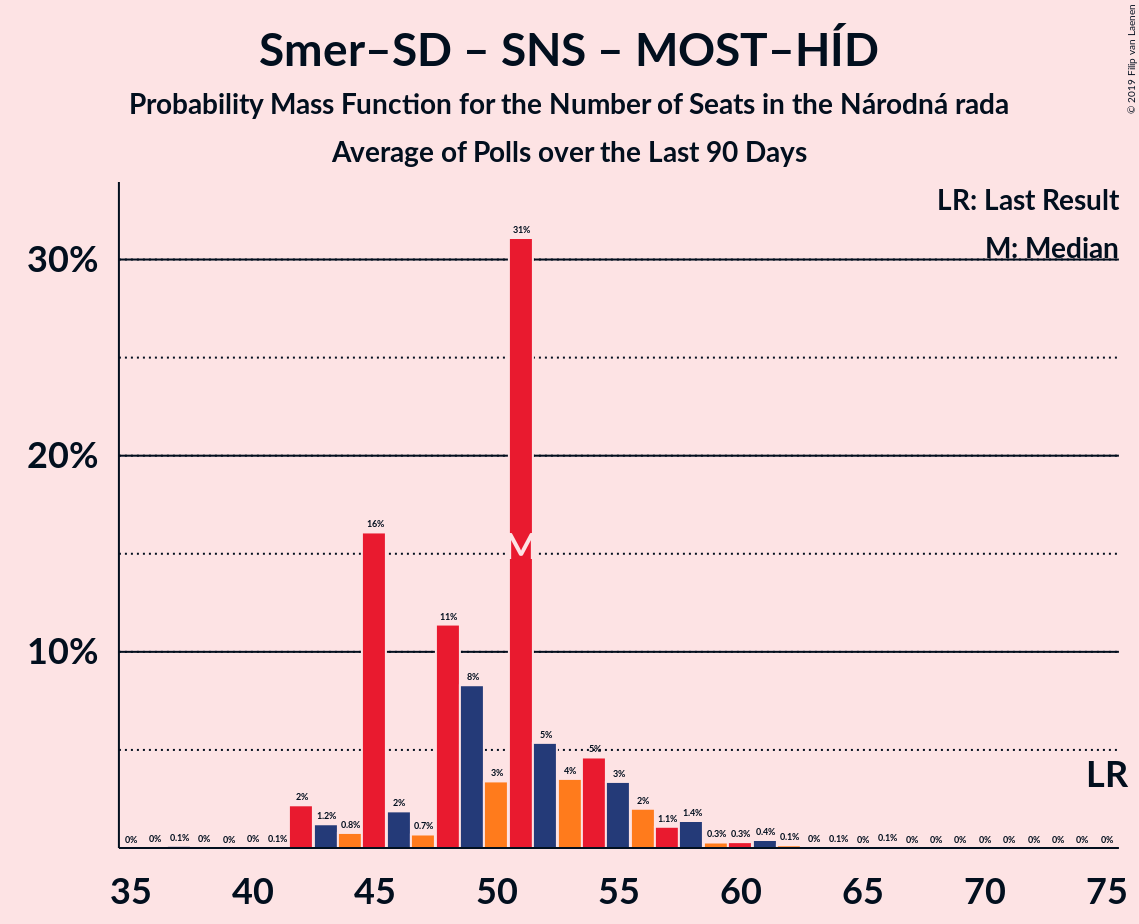 Smer–SD – SNS – MOST–HÍD
Probability Mass Function for the Number of Seats in the Národná rada
Average of Polls over the Last 90 Days
© 2019 Filip van Laenen
LR: Last Result
M: Median
30%
20%
10%
0% 0% 0.1% 0% 0% 0% 0.1% 2% 1.2% 0.8% 16% 2% 0.7% 11% 8% 3% 31% 5% 4% 5% 3% 2% 1.1% 1.4% 0.3% 0.3% 0.4% 0.1% 0% 0.1% 0% 0.1% 0% 0% 0% 0% 0% 0% 0% 0% 0%
M
LR
35 40 45 50 55 60 65 70 75